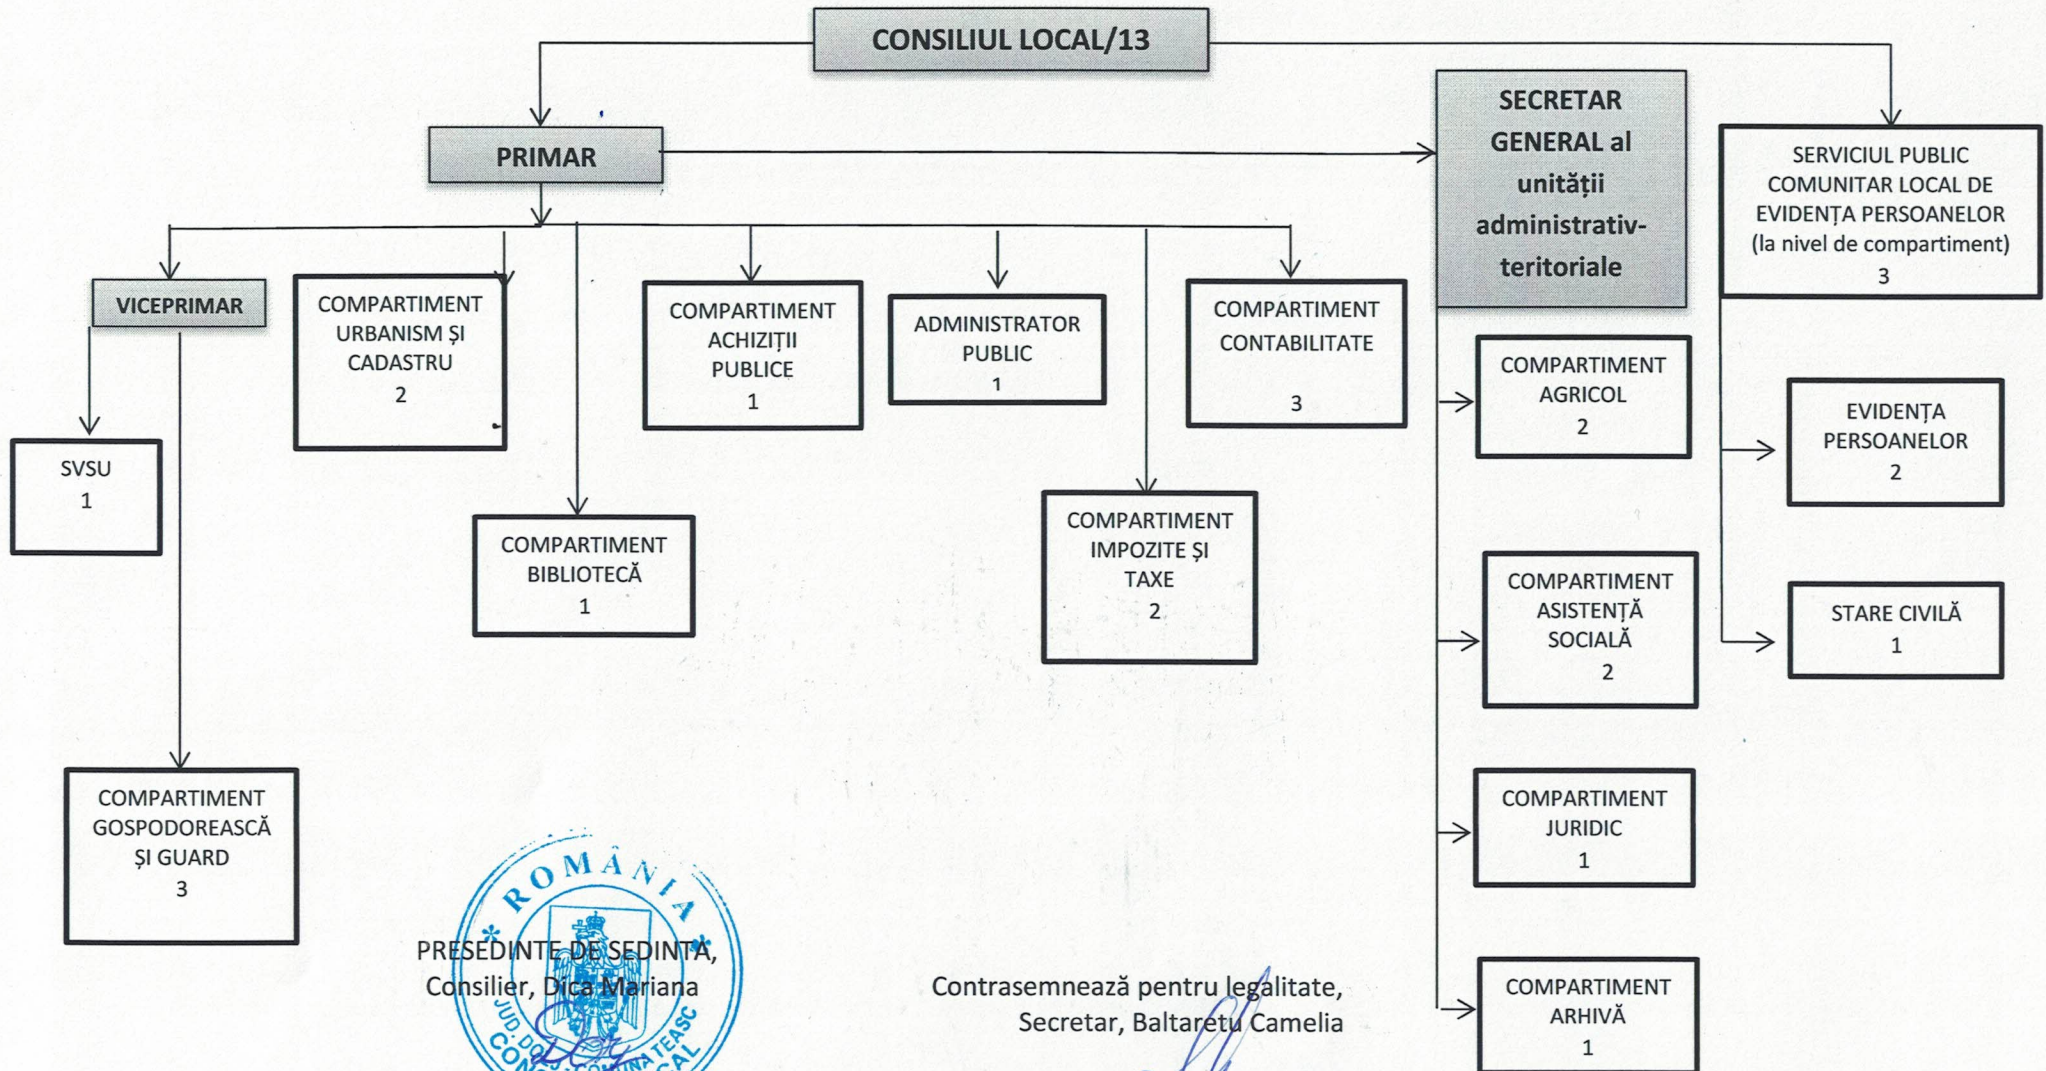 CONSILIUL LOCAL/13
PRIMAR
SECRETAR
GENERAL al
unității
administrativ-
teritoriale
SERVICIUL PUBLIC
COMUNITAR LOCAL DE
EVIDENȚA PERSOANELOR
(la nivel de compartiment)
3
VICEPRIMAR
COMPARTIMENT
URBANISM ȘI
CADASTRU
2
COMPARTIMENT
ACHIZIȚII
PUBLICE
1
ADMINISTRATOR
PUBLIC
1
COMPARTIMENT
CONTABILITATE
3
COMPARTIMENT
AGRICOL
2
EVIDENȚA
PERSOANELOR
2
SVSU
1
COMPARTIMENT
BIBLIOTECĂ
1
COMPARTIMENT
IMPOZITE ȘI
TAXE
2
COMPARTIMENT
ASISTENȚĂ
SOCIALĂ
2
STARE CIVILĂ
1
COMPARTIMENT
GOSPODOREASCĂ
ȘI GUARD
3
COMPARTIMENT
JURIDIC
1
COMPARTIMENT
ARHIVĂ
1
ROMÂNIA
PRESEDINTE DE SEDINTA,
Consilier, Dica Mariana
Contrasemnează pentru legalitate,
Secretar, Baltaretu Camelia